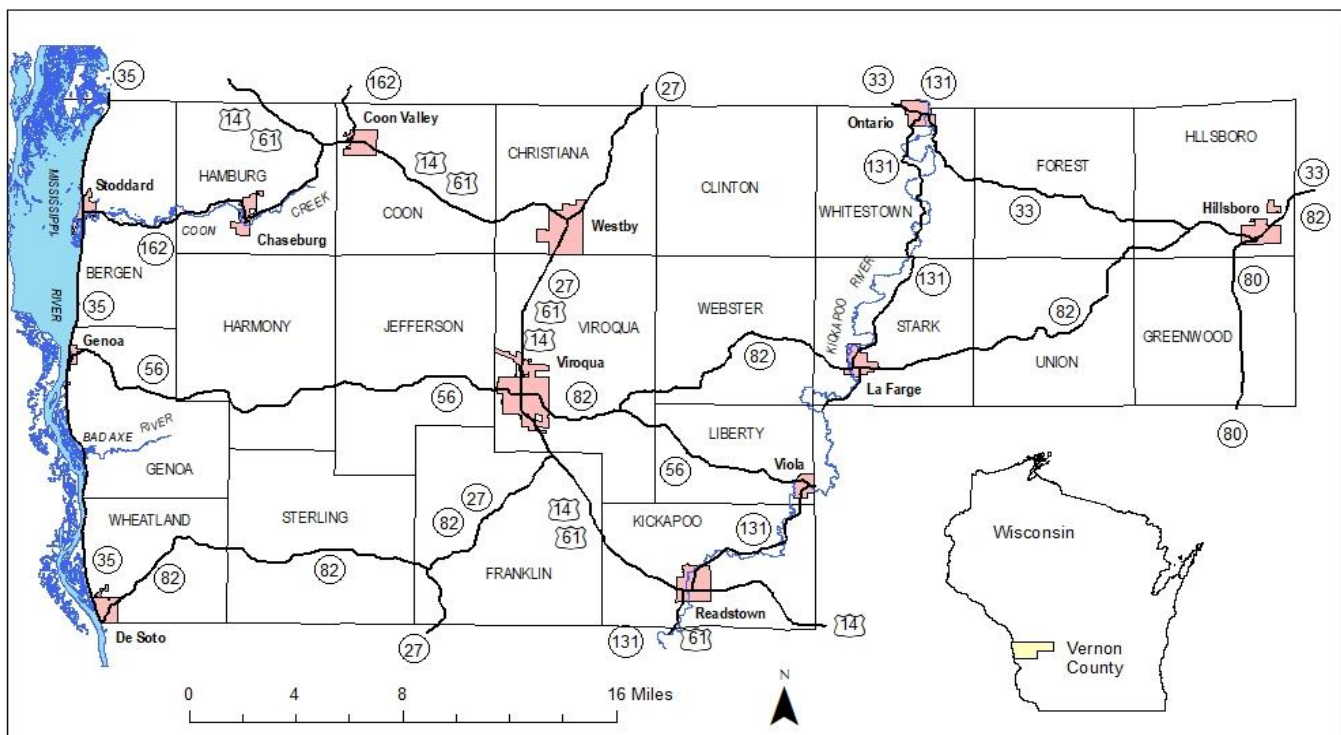 35
162
27
33
131
14
61
Coon Valley
Ontario
HLLSBORO
CHRISTIANA
FOREST
14
61
MISSISSIPPI
Stoddard
HAMBURG
CREEK
COON
CLINTON
131
WHITESTOWN
33
33
Hillsboro
82
COON
Chaseburg
Westby
162
BERGEN
27
61
14
KICKAPOO RIVER
131
80
35
RIVER
HARMONY
JEFFERSON
VIROQUA
WEBSTER
STARK
82
GREENWOOD
Genoa
56
Viroqua
82
82
UNION
La Farge
56
BAD AXE RIVER
LIBERTY
80
GENOA
56
Viola
27
82
14
61
WHEATLAND
STERLING
KICKAPOO
131
Wisconsin
35
82
82
FRANKLIN
Readstown
De Soto
27
131
61
14
Vernon
County
0 4 8 16 Miles
N